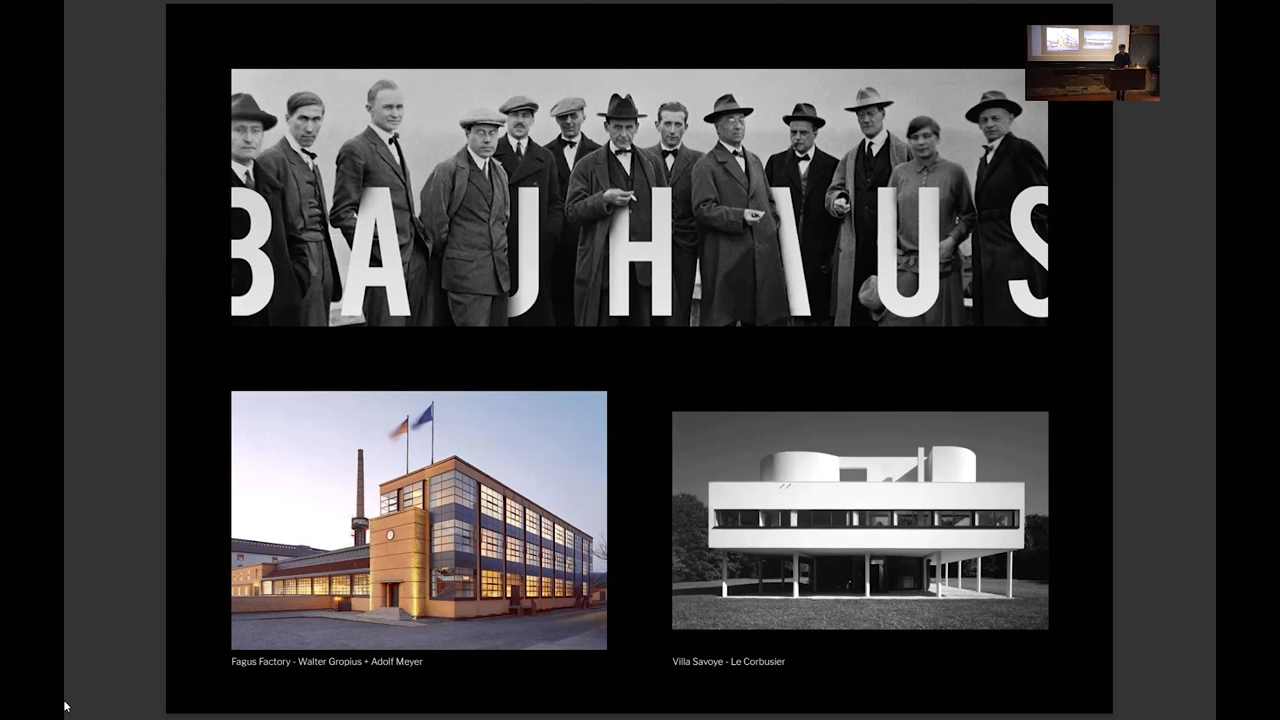 BAUHAUS
Fagus Factory - Walter Gropius + Adolf Meyer
Villa Savoye - Le Corbusier